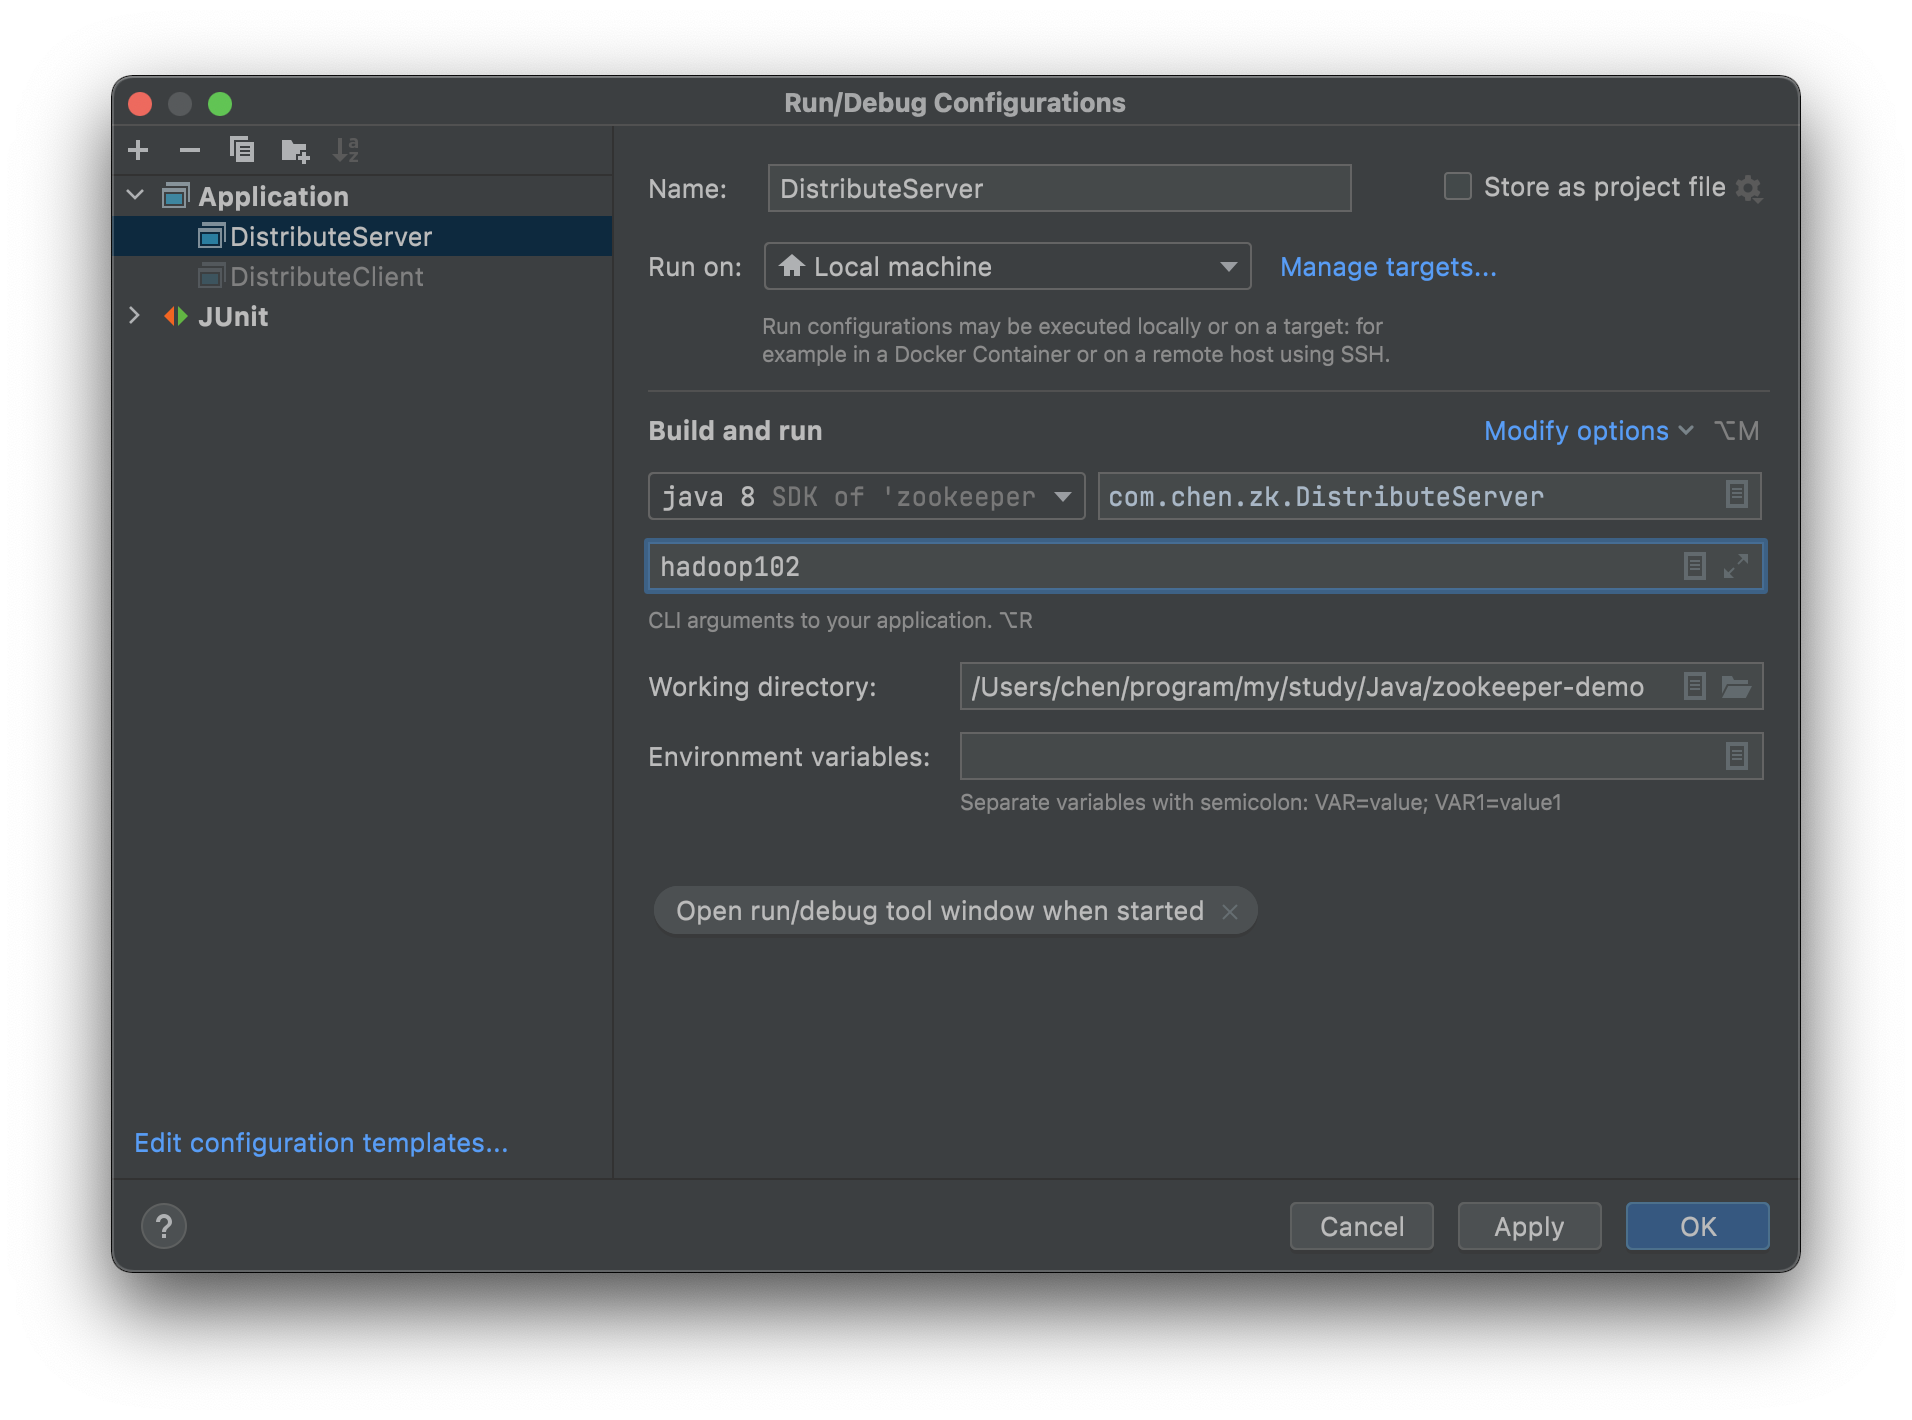 Run/Debug Configurations
Application
DistributeServer
DistributeClient
JUnit
Edit configuration templates...
Name:
DistributeServer
Store as project file
Run on:
Local machine
Manage targets...
Run configurations may be executed locally or on a target: for
example in a Docker Container or on a remote host using SSH.
Build and run
Modify options ⌥M
java 8 SDK of 'zookeeper
com.chen.zk.DistributeServer
hadoop102
CLI arguments to your application. ⌥R
Working directory:
/Users/chen/program/my/study/Java/zookeeper-demo
Environment variables:
Separate variables with semicolon: VAR=value; VAR1=value1
Open run/debug tool window when started ×
?
Cancel
Apply
OK